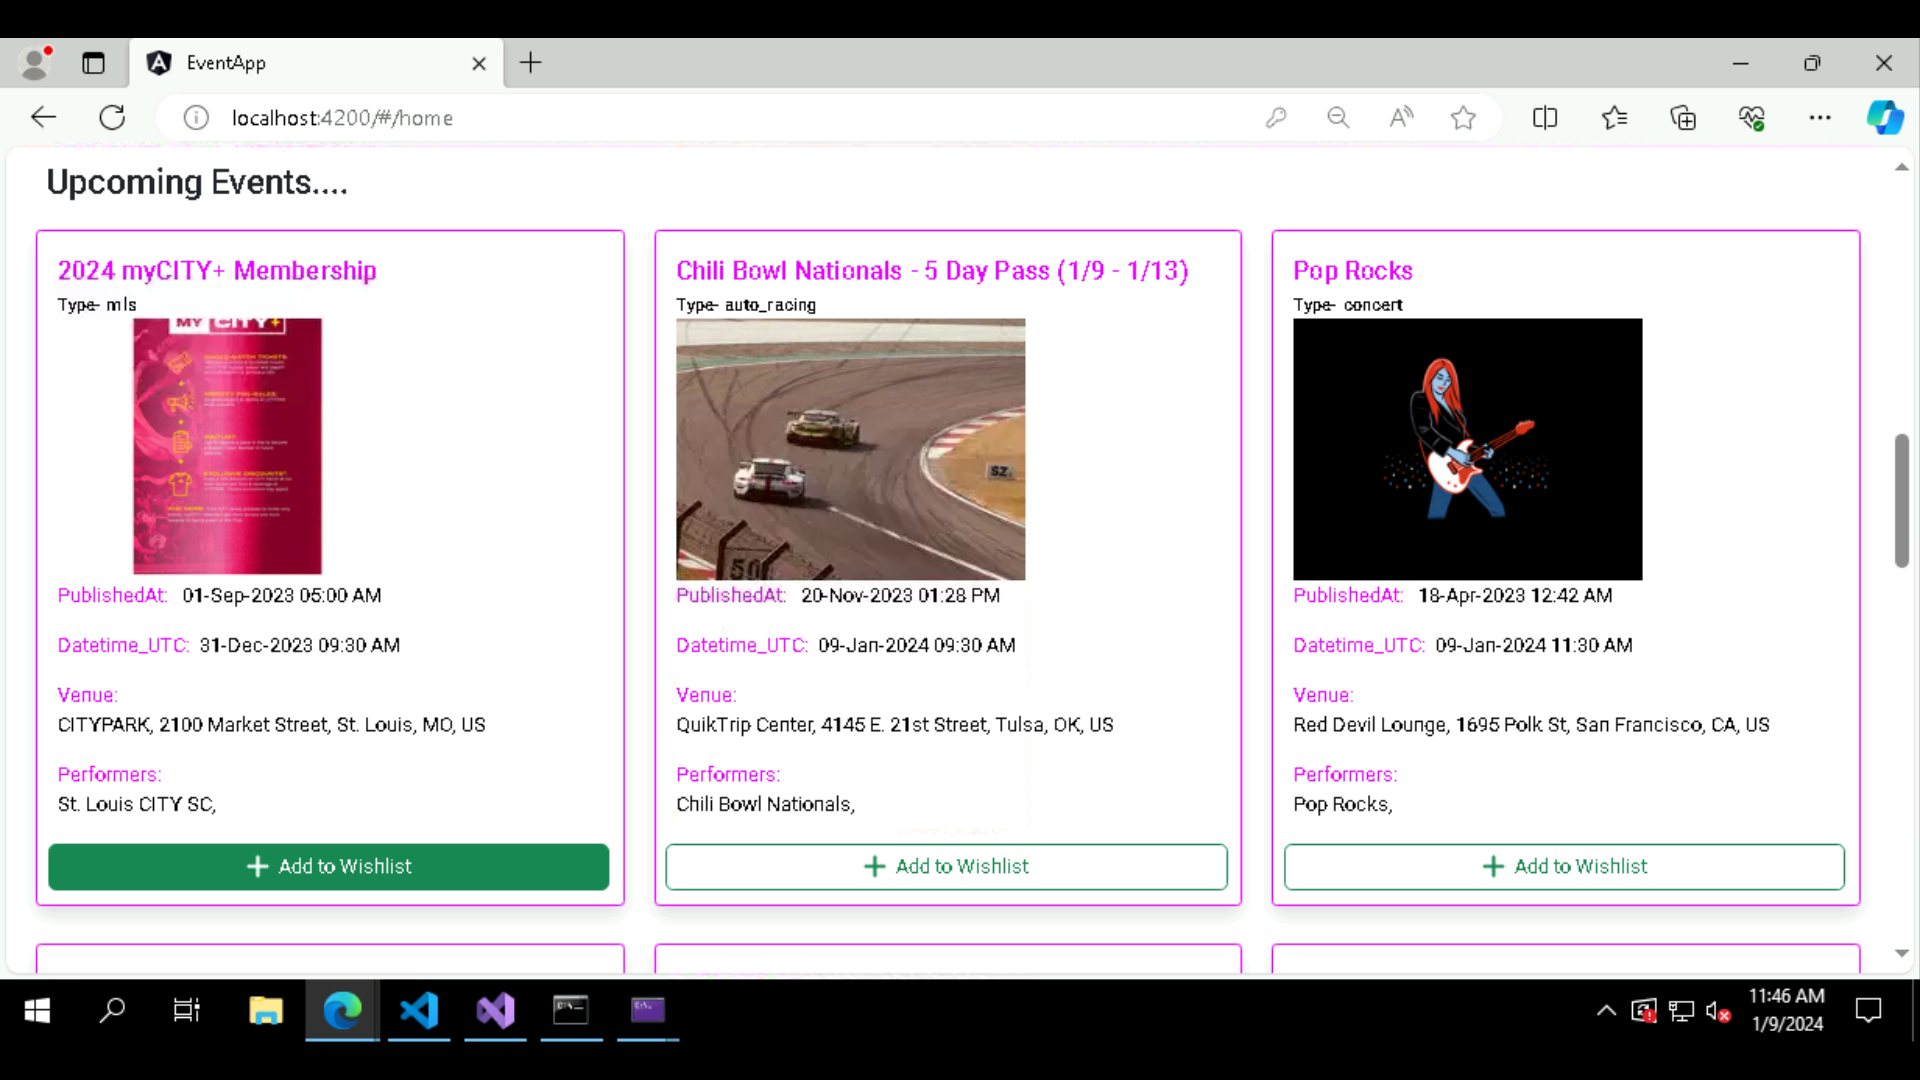 EventApp
localhost:4200/#/home
Upcoming Events....
2024 myCITY+ Membership
Type- mls
MY CITY+
PublishedAt: 01-Sep-2023 05:00 AM
Datetime_UTC: 31-Dec-2023 09:30 AM
Venue:
CITYPARK, 2100 Market Street, St. Louis, MO, US
Performers:
St. Louis CITY SC,
+ Add to Wishlist
Chili Bowl Nationals - 5 Day Pass (1/9 - 1/13)
Type- auto_racing
SZ
50
PublishedAt: 20-Nov-2023 01:28 PM
Datetime_UTC: 09-Jan-2024 09:30 AM
Venue:
QuikTrip Center, 4145 E. 21st Street, Tulsa, OK, US
Performers:
Chili Bowl Nationals,
+ Add to Wishlist
Pop Rocks
Type- concert
PublishedAt: 18-Apr-2023 12:42 AM
Datetime_UTC: 09-Jan-2024 11:30 AM
Venue:
Red Devil Lounge, 1695 Polk St, San Francisco, CA, US
Performers:
Pop Rocks,
+ Add to Wishlist
11:46 AM
1/9/2024